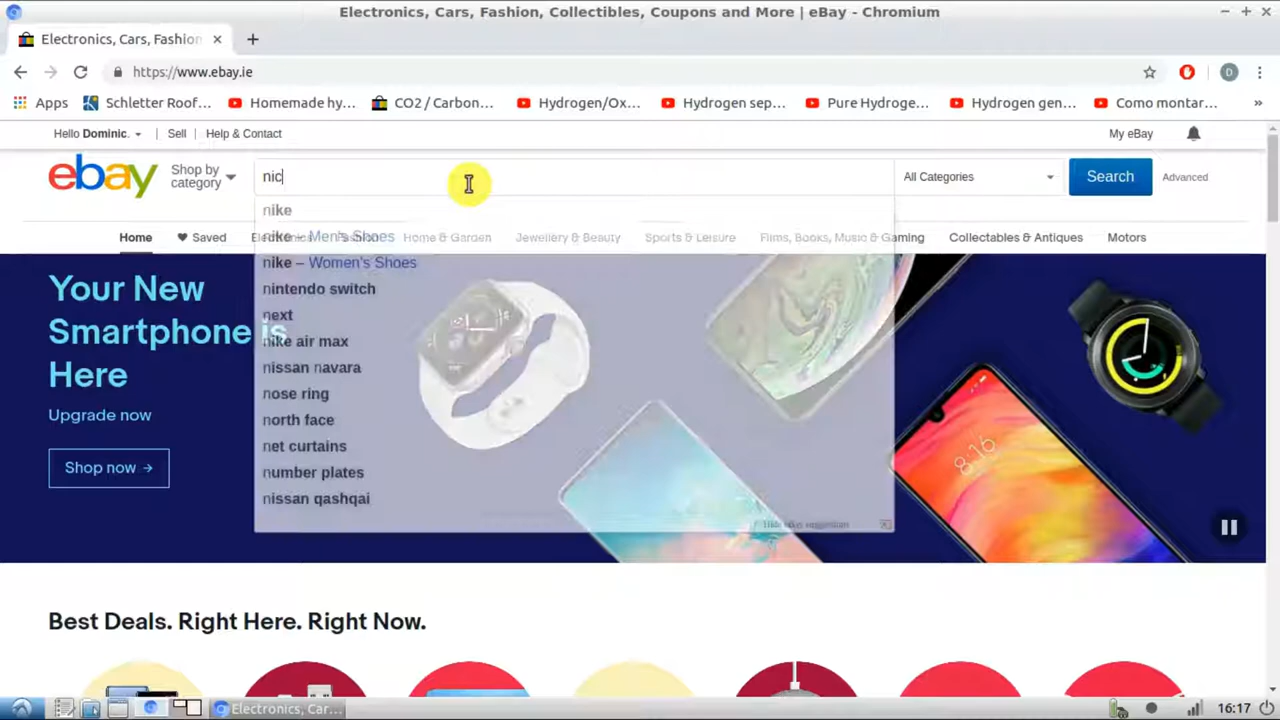 Electronics, Cars, Fashion, Collectibles, Coupons and More | eBay - Chromium
Electronics, Cars, Fashion
https://www.ebay.ie
D
Apps Schletter Roof... Homemade hy... CO2 / Carbon... Hydrogen/Ox... Hydrogen sep... Pure Hydroge... Hydrogen gen... Como montar... »
Hello Dominic. Sell Help & Contact My eBay
ebay Shop by category nic All Categories Search Advanced
nike
Home Saved Home & Garden Jewellery & Beauty Sports & Leisure Films, Books, Music & Gaming Collectables & Antiques Motors
nike – Men's Shoes
nike – Women's Shoes
nintendo switch
next
nike air max
nissan navara
nose ring
north face
net curtains
number plates
nissan qashqai
Your New
Smartphone is
Here
Upgrade now
Shop now →
8:16
Best Deals. Right Here. Right Now.
Electronics, Car...
16:17